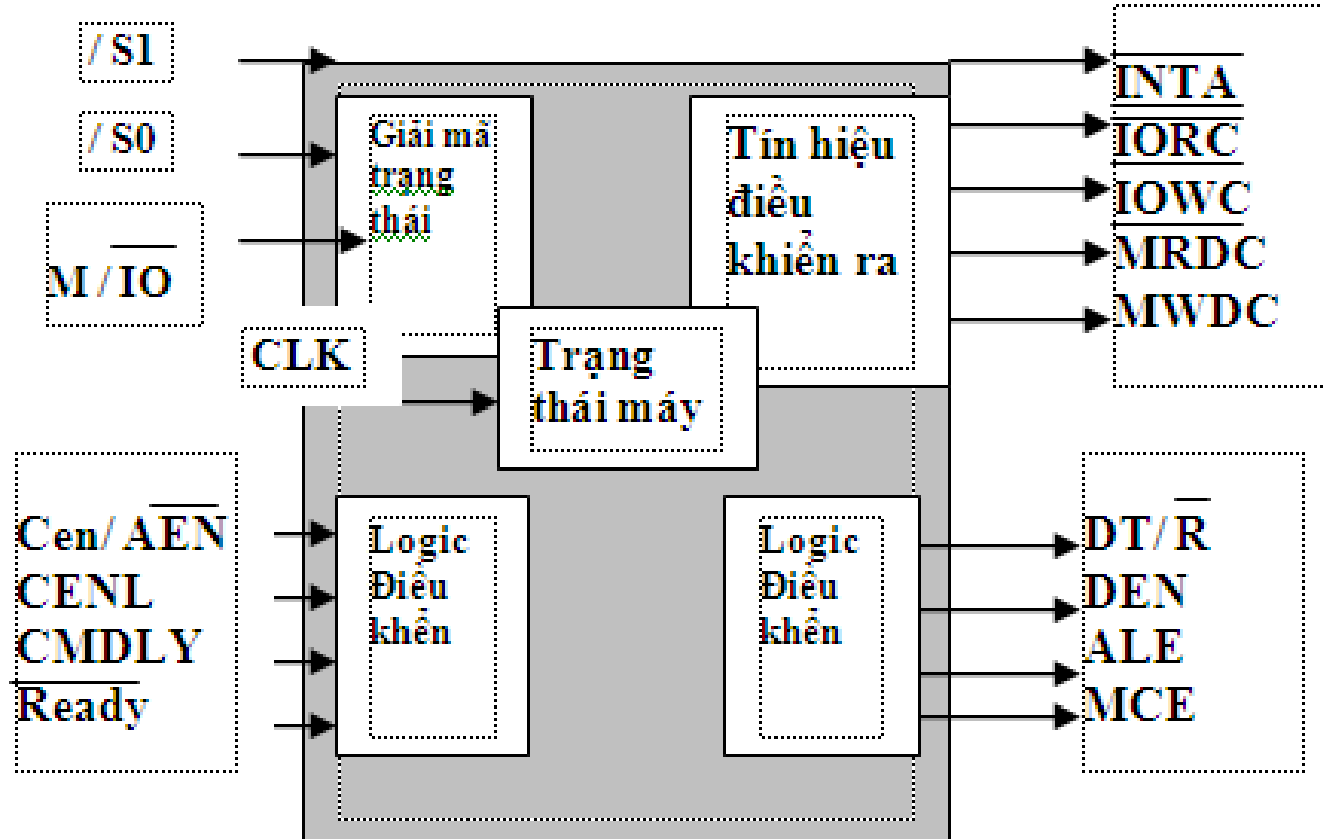 / S1
/ S0
M / IO
CLK
Cen/ AEN
CENL
CMDLY
Ready
Giải mã
trạng
thái
Tín hiệu
điều
khiển ra
Trạng
thái máy
Logic
Điều
khển
Logic
Điều
khển
INTA
IORC
IOWC
MRDC
MWDC
DT/ R
DEN
ALE
MCE